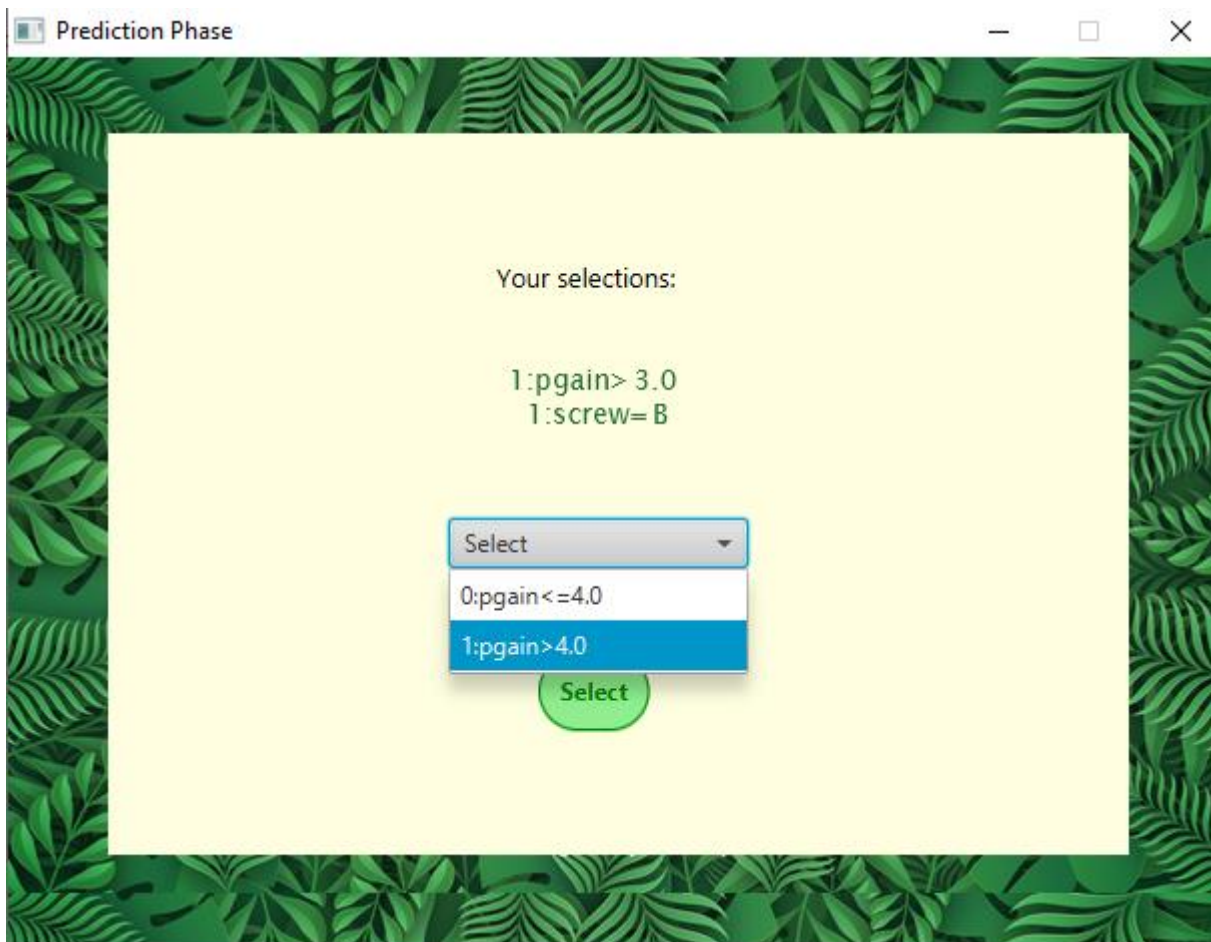 Prediction Phase
Your selections:
1:pgain> 3.0
1:screw= B
Select
0:pgain<=4.0
1:pgain>4.0
Select